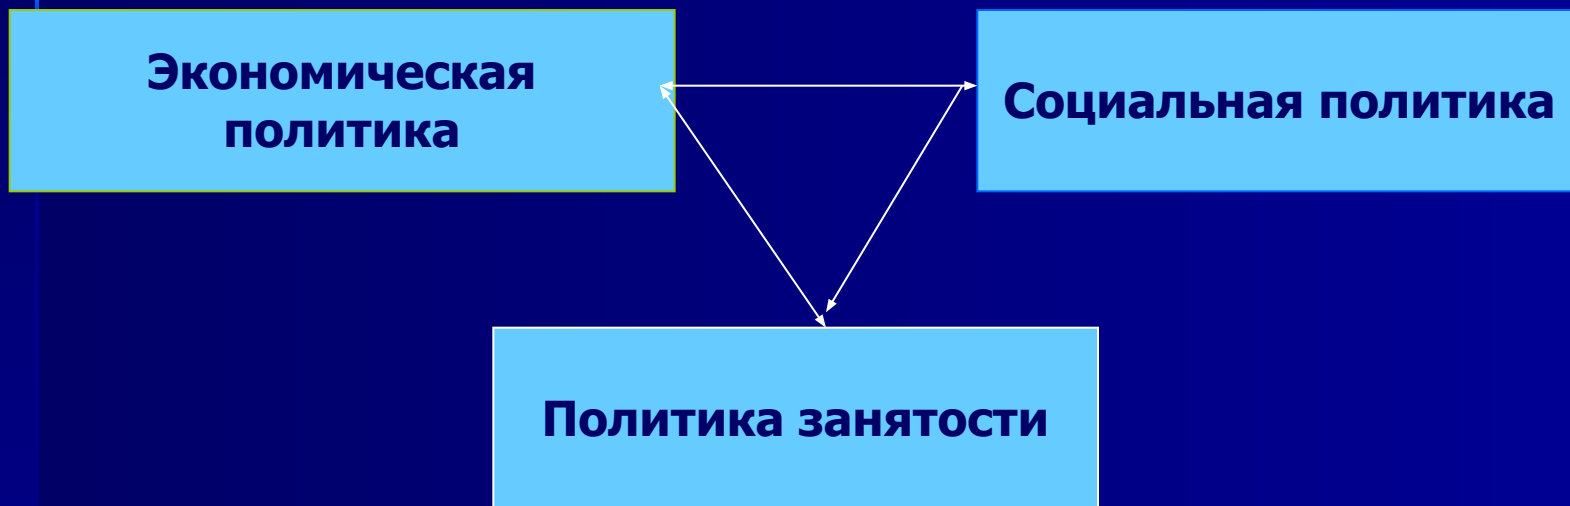 Экономическая
политика
Социальная политика
Политика занятости